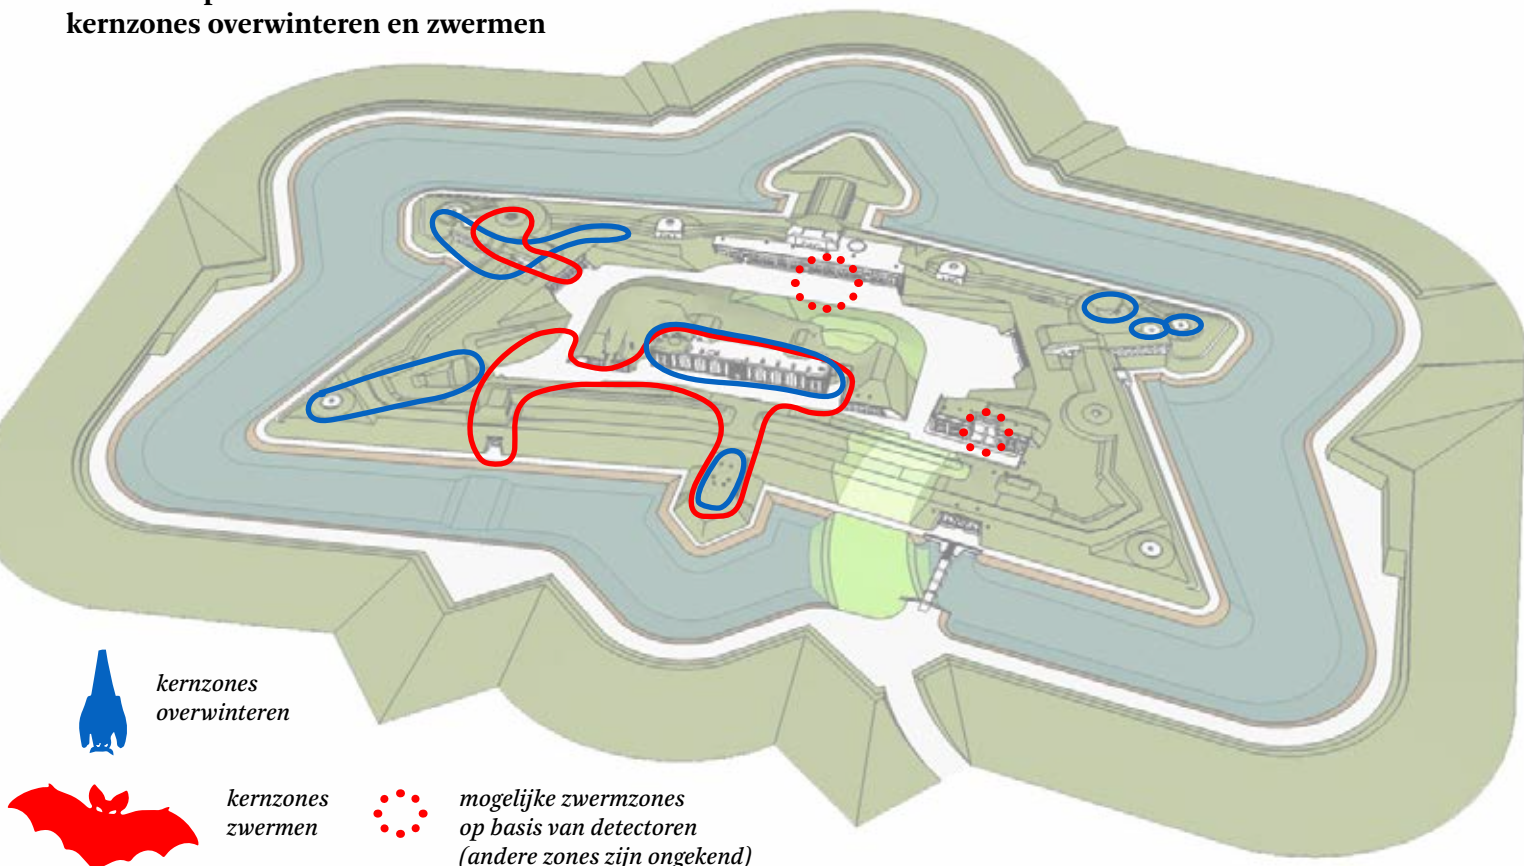 kernzones overwinteren en zwermen
kernzones
overwinteren
kernzones
zwermen
mogelijke zwermzones
op basis van detectoren
(andere zones zijn ongekend)